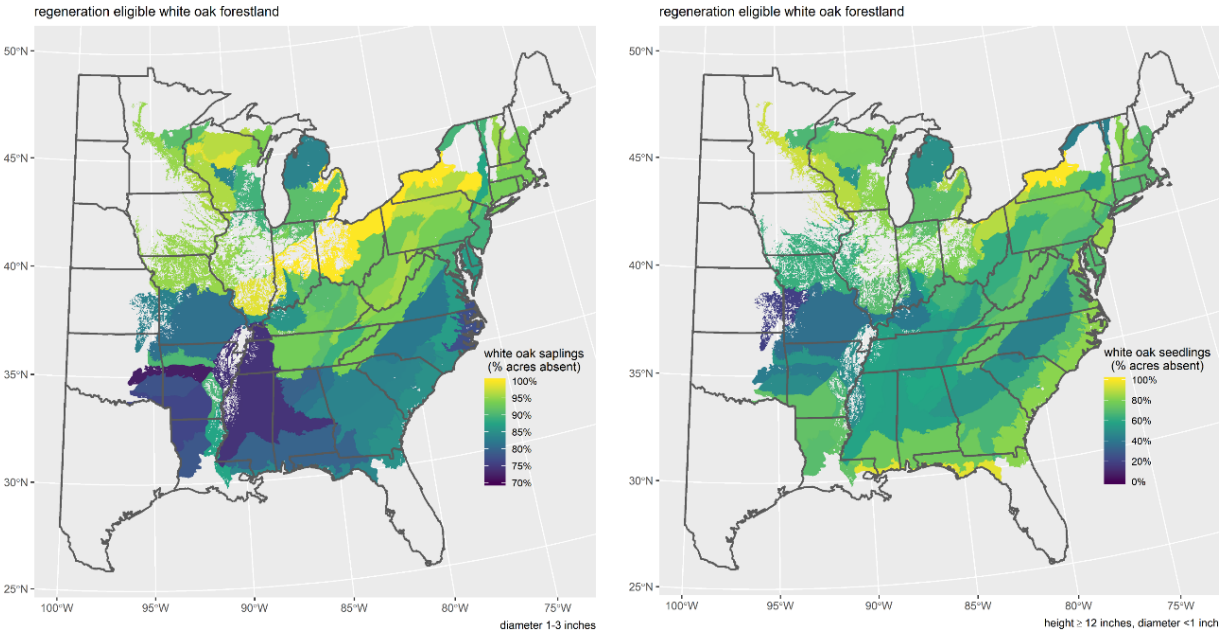 regeneration eligible white oak forestland
50°N
45°N
40°N
35°N
30°N
25°N
100°W
95°W
90°W
85°W
80°W
75°W
white oak saplings
(% acres absent)
100%
95%
90%
85%
80%
75%
70%
diameter 1-3 inches
regeneration eligible white oak forestland
50°N
45°N
40°N
35°N
30°N
25°N
100°W
95°W
90°W
85°W
80°W
75°W
white oak seedlings
(% acres absent)
100%
80%
60%
40%
20%
0%
height ≥ 12 inches, diameter <1 inch